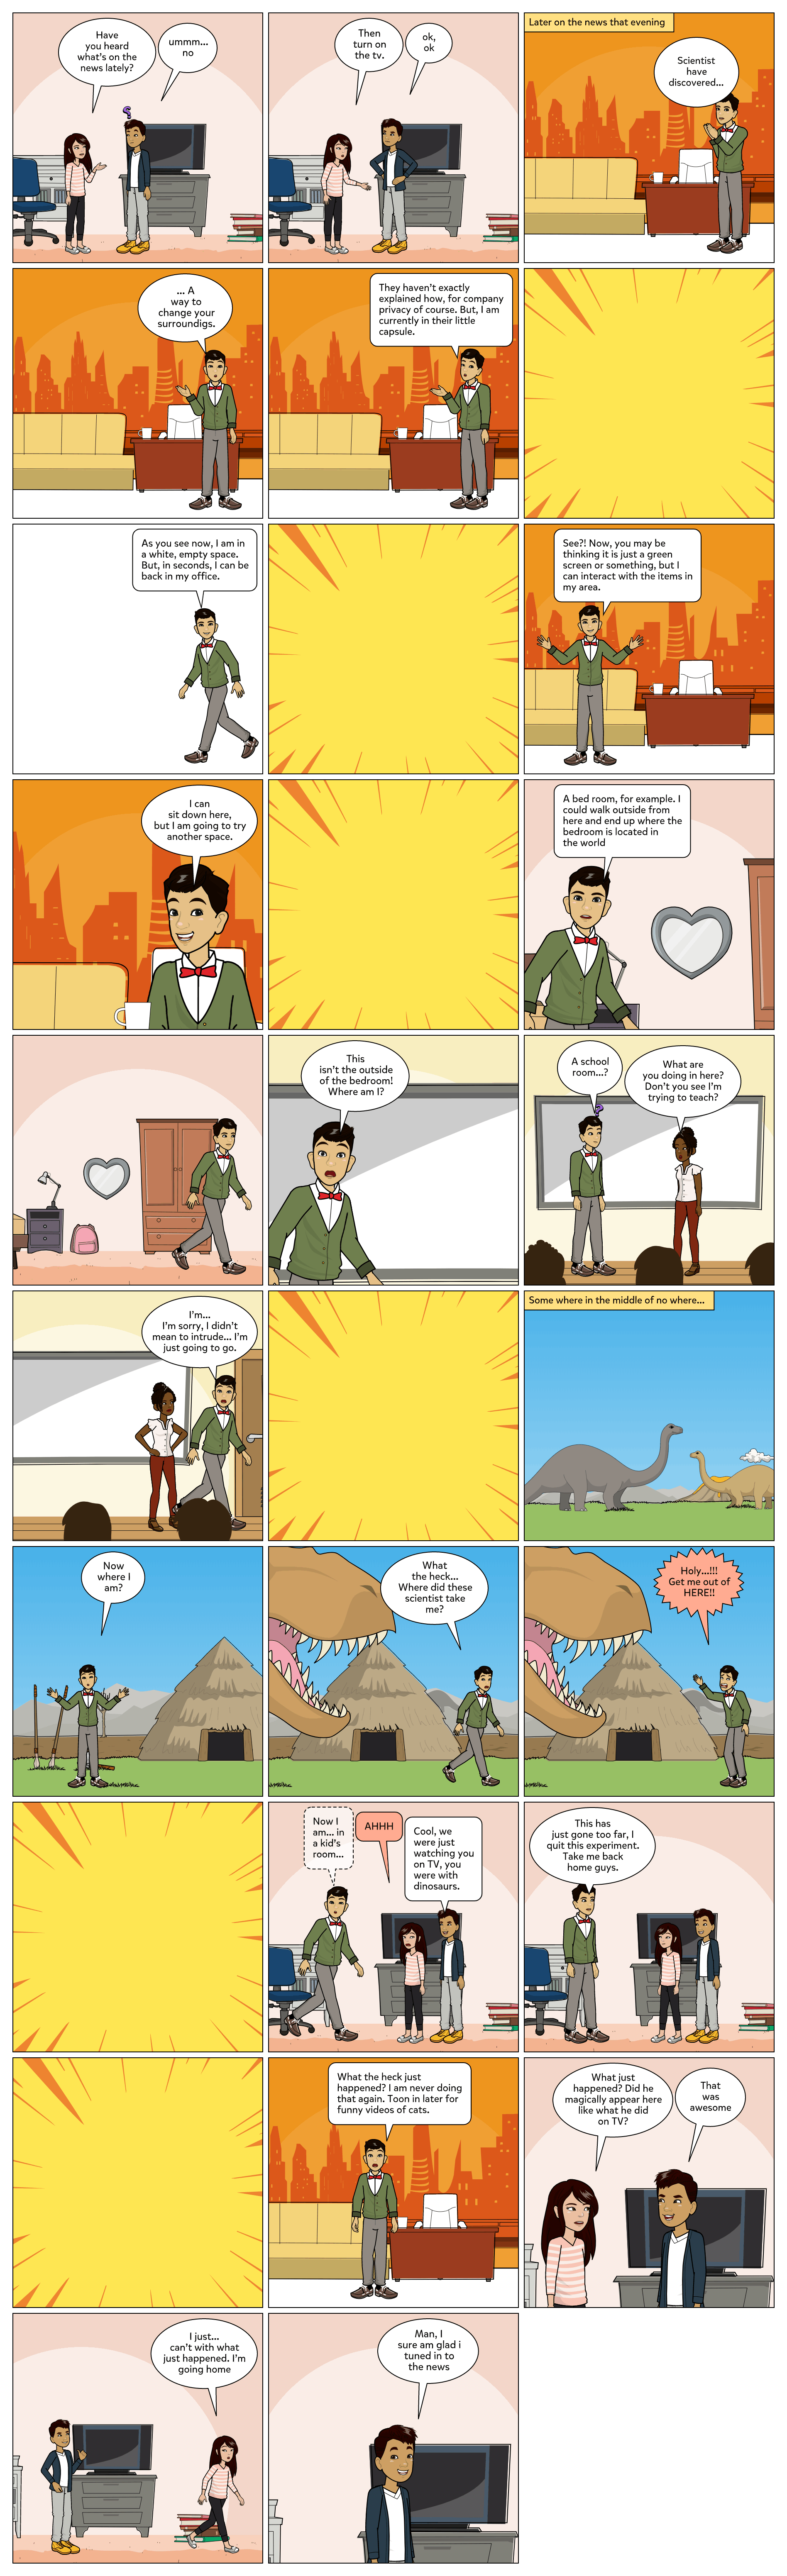 Have
you heard
what's on the
news lately?
ummm...
no
Then
turn on
the tv.
ok,
ok
Later on the news that evening
Scientist
have
discovered...
... A
way to
change your
surroundigs.
They haven't exactly
explained how, for company
privacy of course. But, I am
currently in their little
capsule.
As you see now, I am in
a white, empty space.
But, in seconds, I can be
back in my office.
See?! Now, you may be
thinking it is just a green
screen or something, but I
can interact with the items in
my area.
I can
sit down here,
but I am going to try
another space.
A bed room, for example. I
could walk outside from
here and end up where the
bedroom is located in
the world
This
isn't the outside
of the bedroom!
Where am I?
A school
room...?
What are
you doing in here?
Don't you see I'm
trying to teach?
I'm...
I'm sorry, I didn't
mean to intrude... I'm
just going to go.
Some where in the middle of no where...
Now
where I
am?
What
the heck...
Where did these
scientist take
me?
Holy...!!!
Get me out of
HERE!!
Now I
am... in
a kid's
room...
AHHH
Cool, we
were just
watching you
on TV, you
were with
dinosaurs.
This has
just gone too far, I
quit this experiment.
Take me back
home guys.
What the heck just
happened? I am never doing
that again. Toon in later for
funny videos of cats.
What just
happened? Did he
magically appear here
like what he did
on TV?
That
was
awesome
I just...
can't with what
just happened. I'm
going home
Man, I
sure am glad i
tuned in to
the news